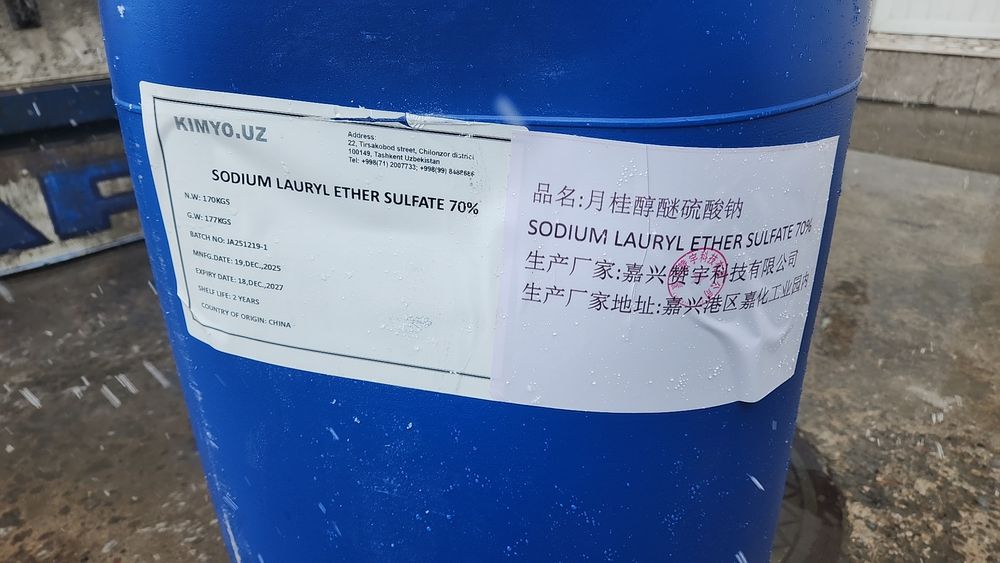 KIMYO.UZ
Address:
22, Tirsakobod street, Chilonzor district
100149, Tashkent Uzbekistan
Tel: +998(71) 2007733; +998(99)
SODIUM LAURYL ETHER SULFATE 70%
N.W: 170KGS
G.W: 177KGS
BATCH NO: JA251219-1
MNFG.DATE: 19,DEC.,2025
EXPIRY DATE: 18,DEC.,2027
SHELF LIFE: 2 YEARS
COUNTRY OF ORIGIN: CHINA
品名:月桂醇醚硫酸钠
SODIUM LAURYL ETHER SULFATE 70%
生产厂家:嘉兴赞宇科技有限公司
生产厂家地址:嘉兴港区嘉化工业园内